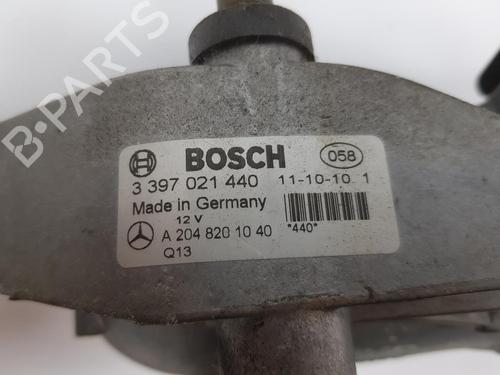 B-PARTS
BOSCH 058
3 397 021 440 11-10-10 1
Made in Germany
12 V
A 204 820 10 40 *440*
Q13